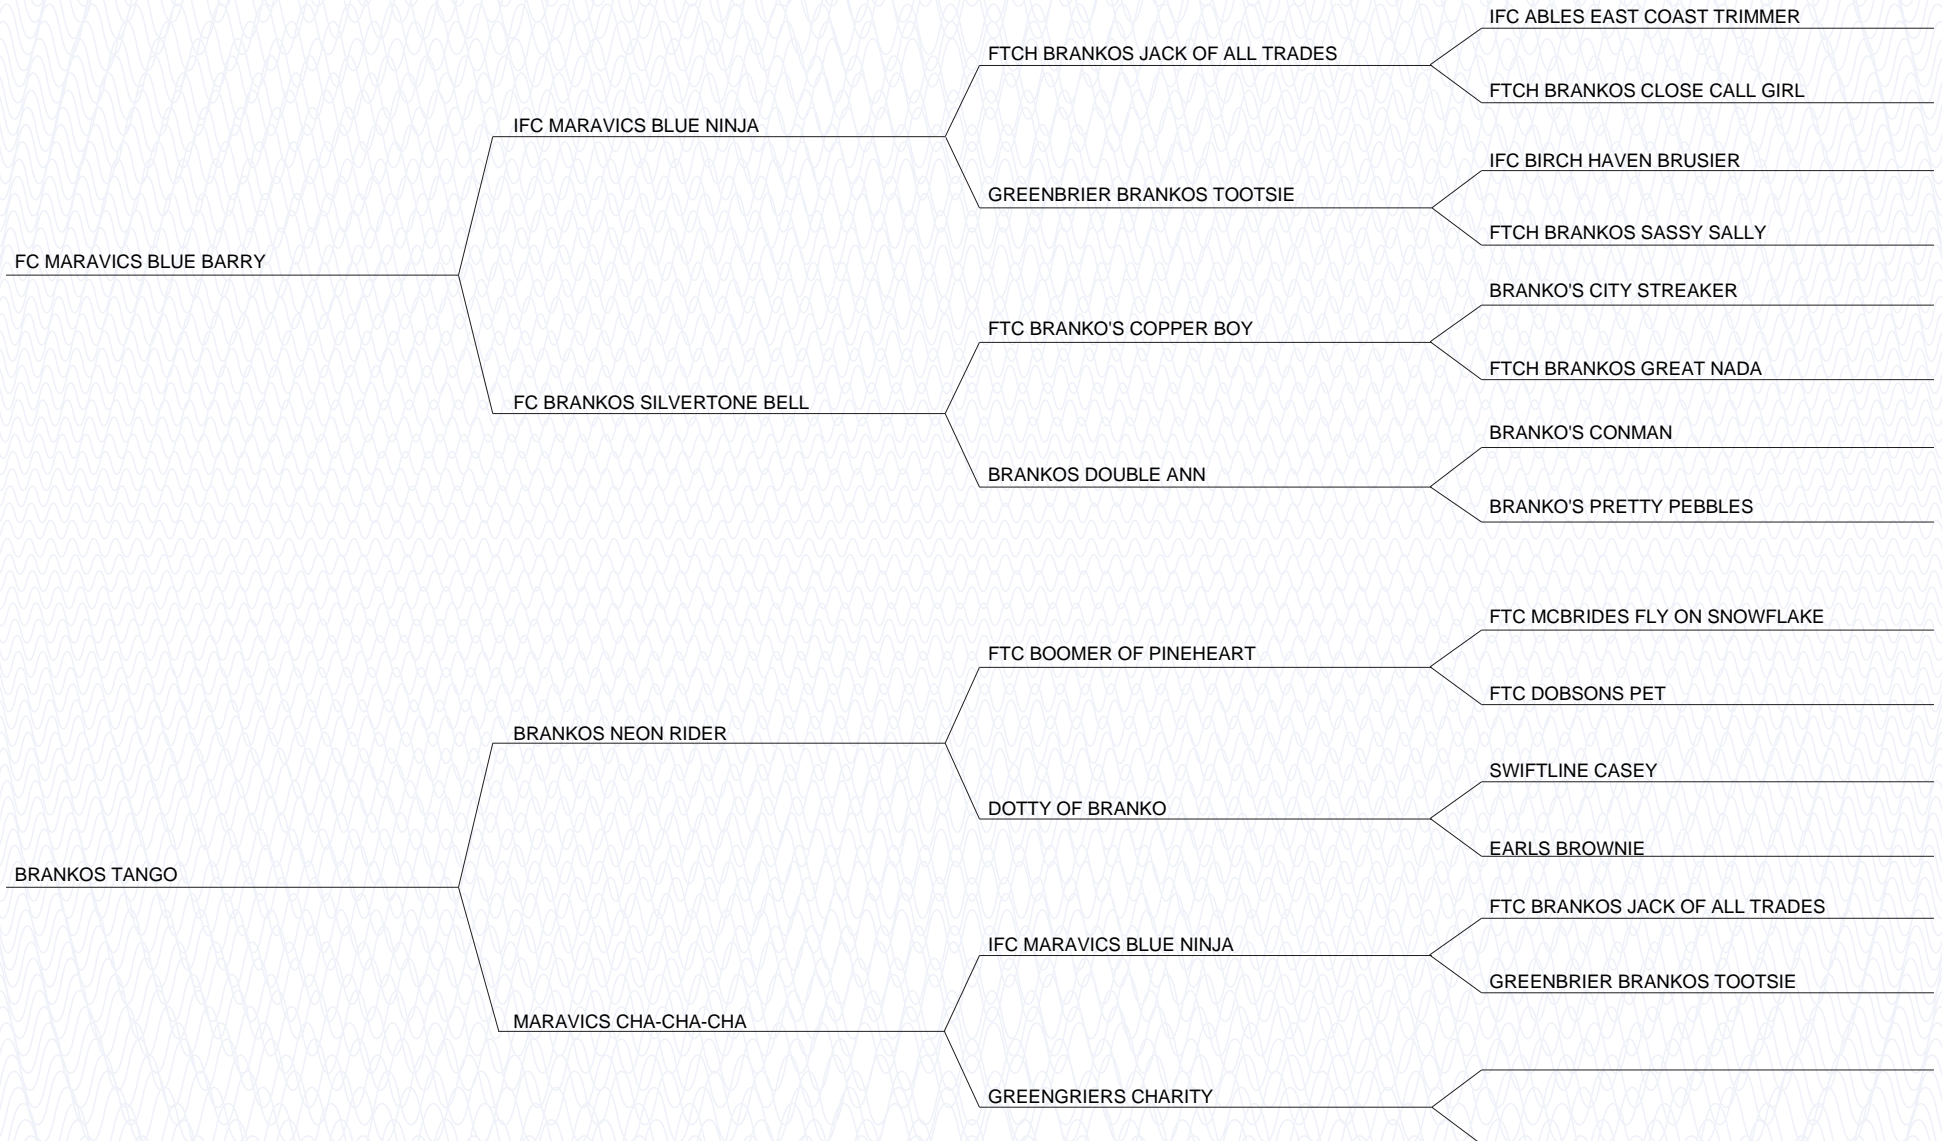 IFC ABLES EAST COAST TRIMMER
FTCH BRANKOS JACK OF ALL TRADES
FTCH BRANKOS CLOSE CALL GIRL
IFC MARAVICS BLUE NINJA
IFC BIRCH HAVEN BRUSIER
GREENBRIER BRANKOS TOOTSIE
FTCH BRANKOS SASSY SALLY
FC MARAVICS BLUE BARRY
BRANKO'S CITY STREAKER
FTC BRANKO'S COPPER BOY
FTCH BRANKOS GREAT NADA
FC BRANKOS SILVERTONE BELL
BRANKO'S CONMAN
BRANKOS DOUBLE ANN
BRANKO'S PRETTY PEBBLES
FTC MCBRIDES FLY ON SNOWFLAKE
FTC BOOMER OF PINEHEART
FTC DOBSONS PET
BRANKOS NEON RIDER
SWIFTLINE CASEY
DOTTY OF BRANKO
EARLS BROWNIE
BRANKOS TANGO
FTC BRANKOS JACK OF ALL TRADES
IFC MARAVICS BLUE NINJA
GREENBRIER BRANKOS TOOTSIE
MARAVICS CHA-CHA-CHA
GREENGRIERS CHARITY